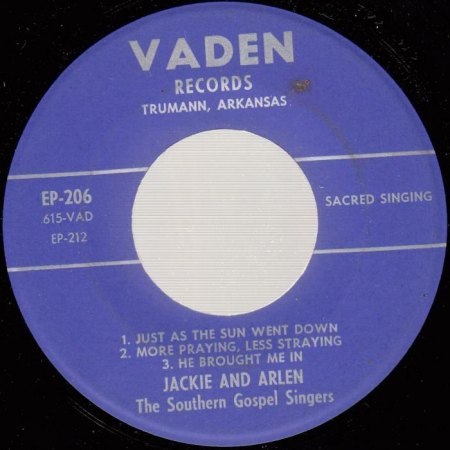 VADEN
RECORDS
TRUMANN, ARKANSAS
EP-206
615-VAD
EP-212
SACRED SINGING
1. JUST AS THE SUN WENT DOWN
2. MORE PRAYING, LESS STRAYING
3. HE BROUGHT ME IN
JACKIE AND ARLEN
The Southern Gospel Singers